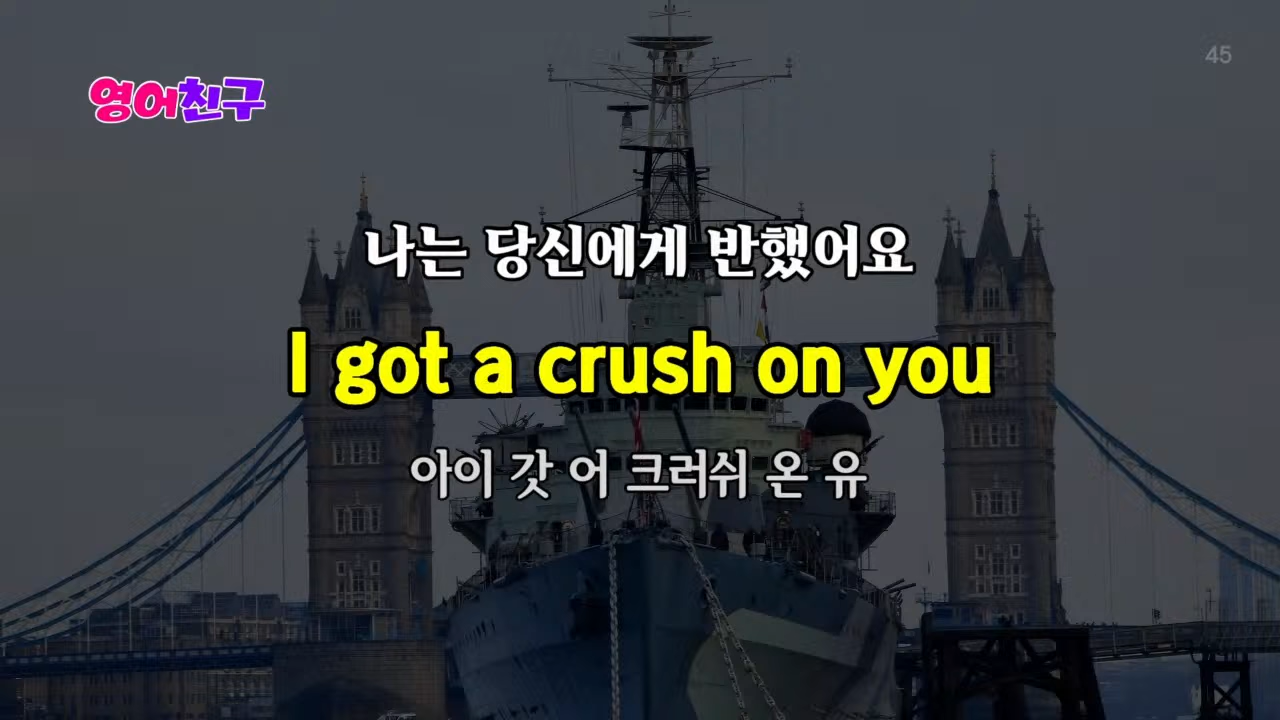 45
영어친구
나는 당신에게 반했어요
I got a crush on you
아이 갓 어 크러쉬 온 유